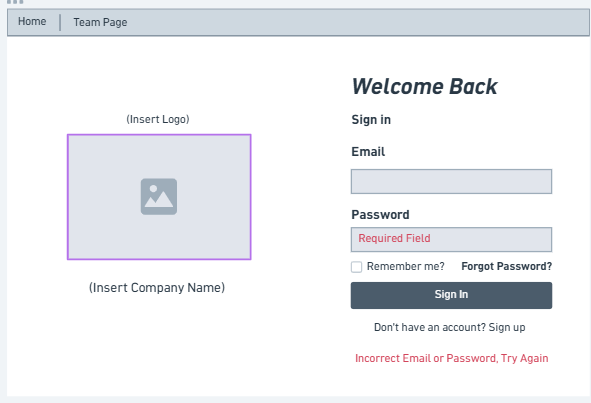 Home
Team Page
(Insert Logo)
(Insert Company Name)
Welcome Back
Sign in
Email
Password
Required Field
Remember me?
Forgot Password?
Sign In
Don't have an account? Sign up
Incorrect Email or Password, Try Again